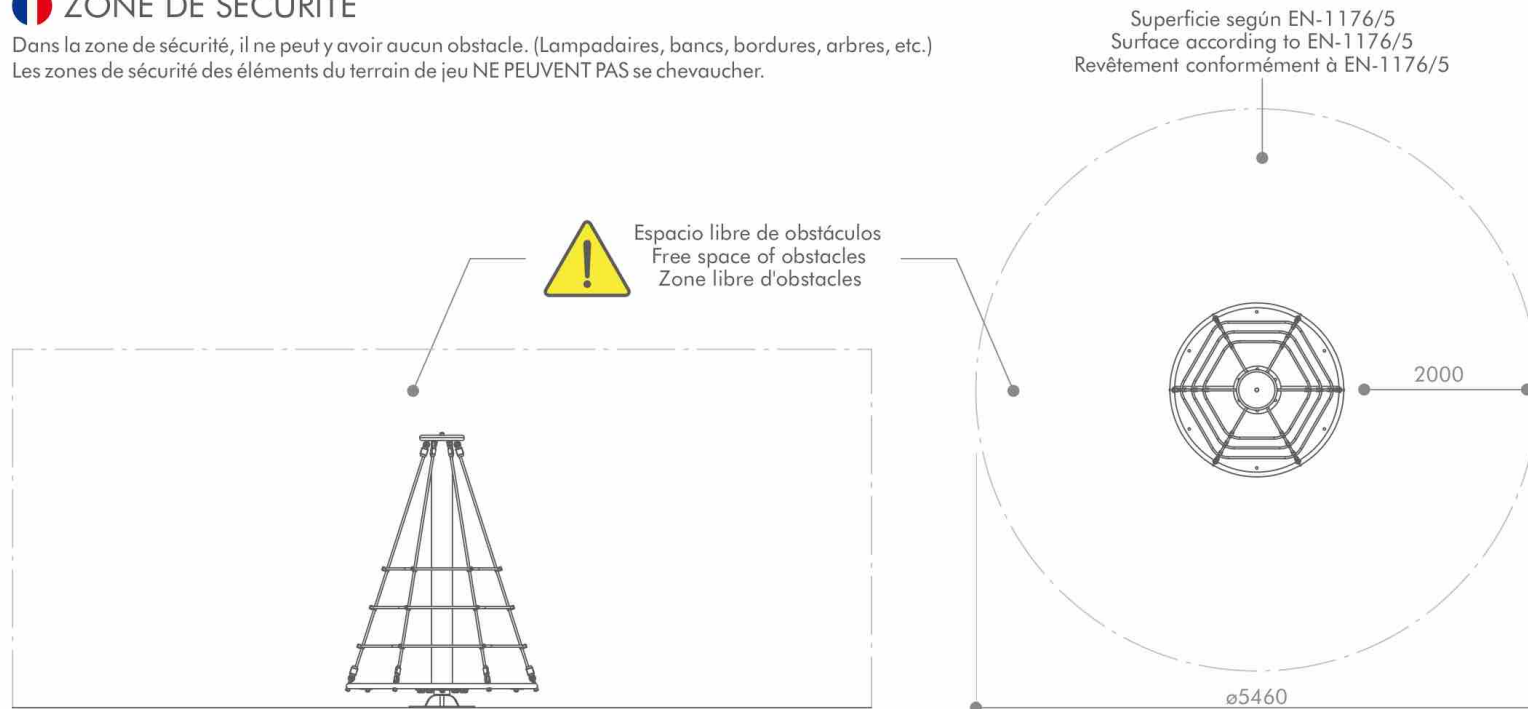 ZONE DE SÉCURITÉ
Dans la zone de sécurité, il ne peut y avoir aucun obstacle. (Lampadaires, bancs, bordures, arbres, etc.)
Les zones de sécurité des éléments du terrain de jeu NE PEUVENT PAS se chevaucher.
Superficie según EN-1176/5
Surface according to EN-1176/5
Revêtement conformément à EN-1176/5
Espacio libre de obstáculos
Free space of obstacles
Zone libre d'obstacles
2000
ø5460